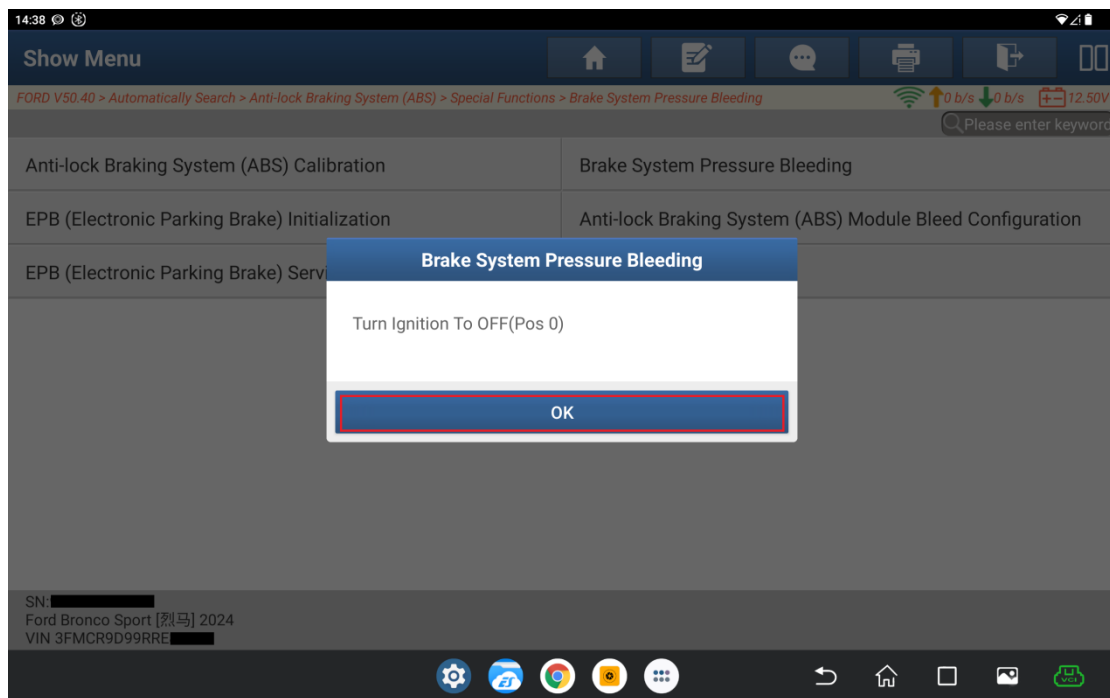 14:38
Show Menu
FORD V50.40 > Automatically Search > Anti-lock Braking System (ABS) > Special Functions > Brake System Pressure Bleeding
0 b/s 0 b/s 12.50V
Please enter keyword
Anti-lock Braking System (ABS) Calibration
Brake System Pressure Bleeding
EPB (Electronic Parking Brake) Initialization
Anti-lock Braking System (ABS) Module Bleed Configuration
EPB (Electronic Parking Brake) Servi
Brake System Pressure Bleeding
Turn Ignition To OFF(Pos 0)
OK
SN:
Ford Bronco Sport [烈马] 2024
VIN 3FMCR9D99RRE
ES
VCI